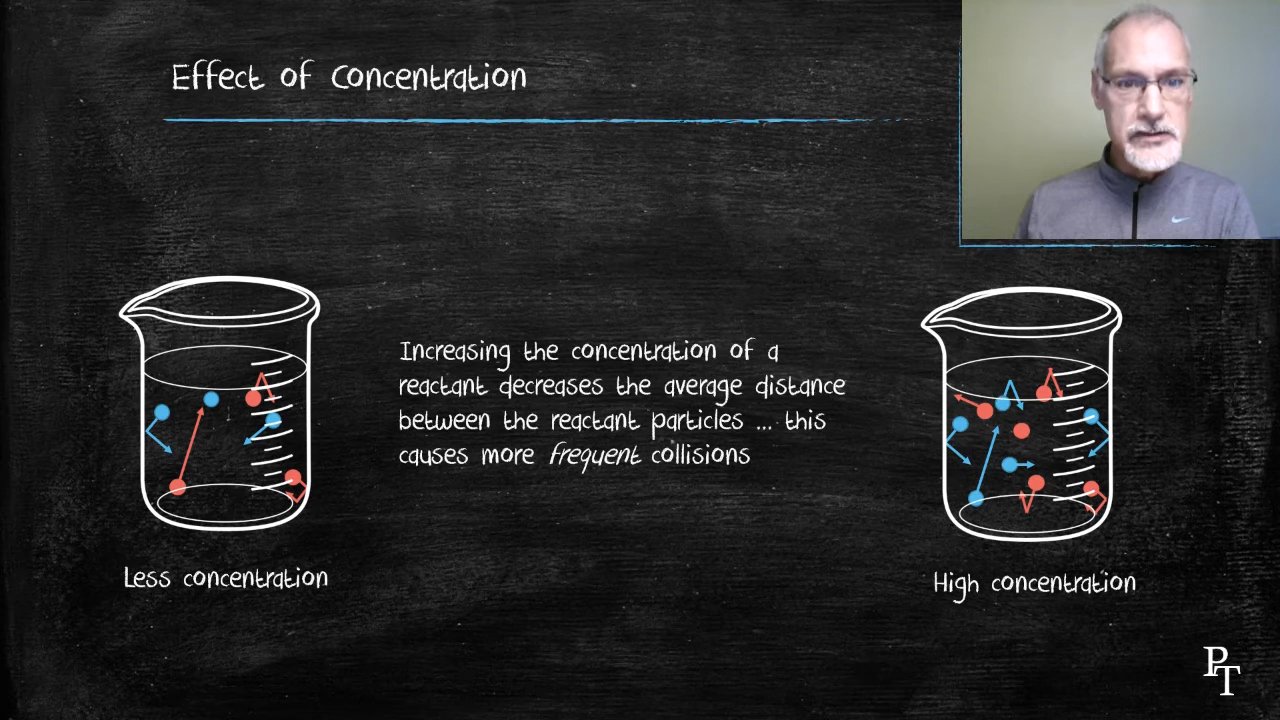 Effect of Concentration
Increasing the concentration of a
reactant decreases the average distance
between the reactant particles ... this
causes more frequent collisions
Less concentration
High concentration
PT